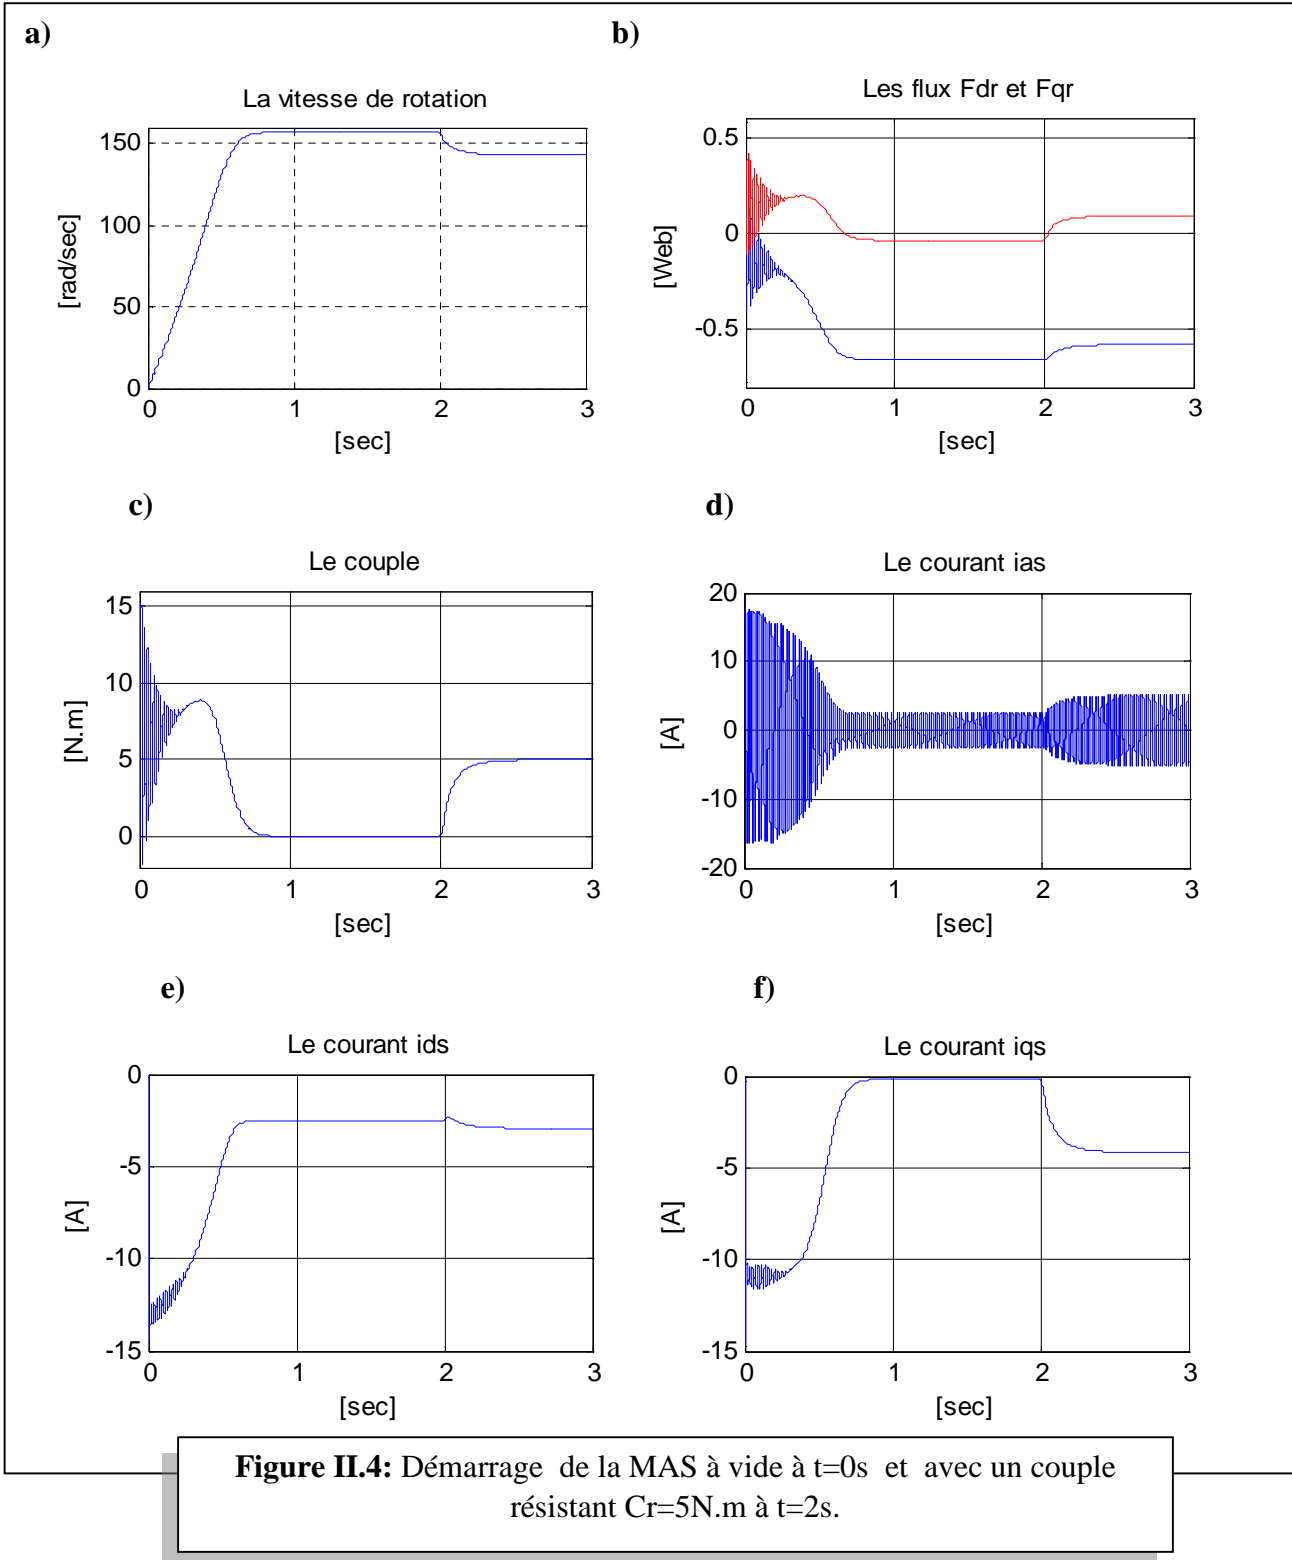 a)
b)
La vitesse de rotation
150
100
50
0
[rad/sec]
0 1 2 3
[sec]
Les flux Fdr et Fqr
0.5
0
-0.5
[Web]
0 1 2 3
[sec]
c)
d)
Le couple
15
10
5
0
[N.m]
0 1 2 3
[sec]
Le courant ias
20
10
0
-10
-20
[A]
0 1 2 3
[sec]
e)
f)
Le courant ids
0
-5
-10
-15
[A]
0 1 2 3
[sec]
Le courant iqs
0
-5
-10
-15
[A]
0 1 2 3
[sec]
Figure II.4: Démarrage de la MAS à vide à t=0s et avec un couple
résistant Cr=5N.m à t=2s.